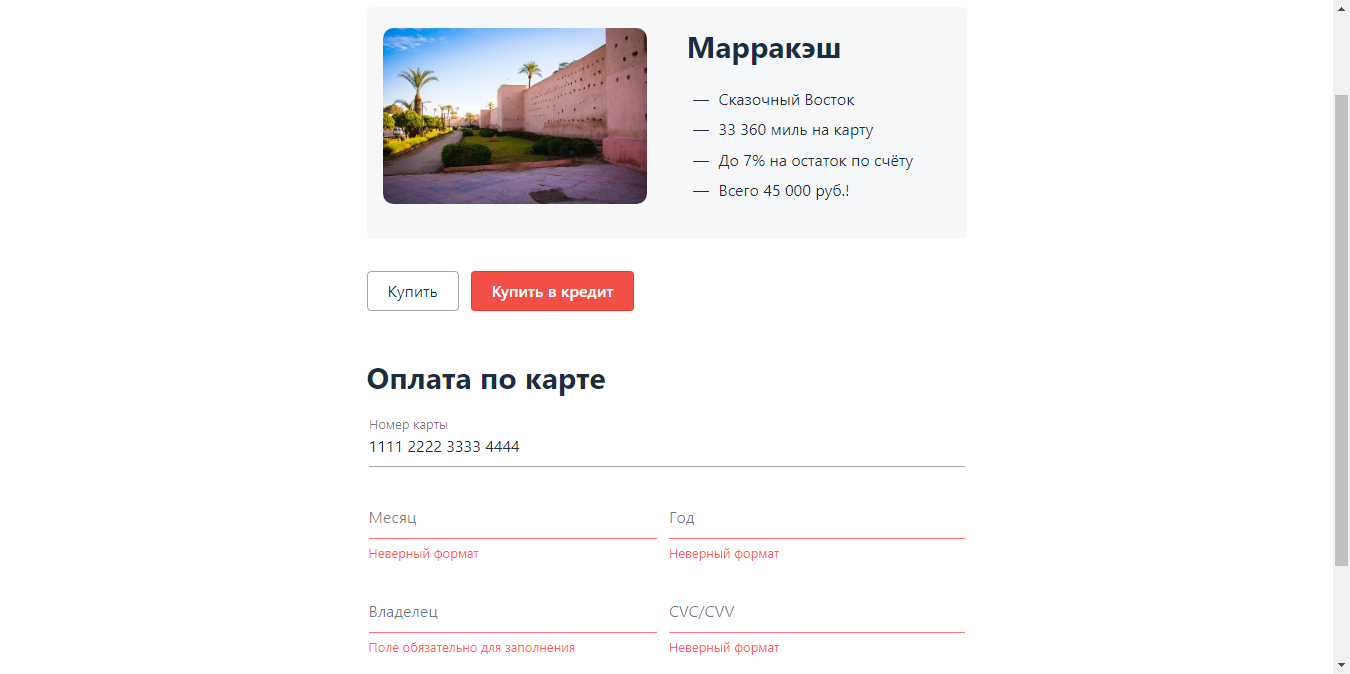 Марракэш
— Сказочный Восток
— 33 360 миль на карту
— До 7% на остаток по счёту
— Всего 45 000 руб.!
Купить Купить в кредит
Оплата по карте
Номер карты
1111 2222 3333 4444
Месяц Год
Неверный формат Неверный формат
Владелец CVC/CVV
Поле обязательно для заполнения Неверный формат